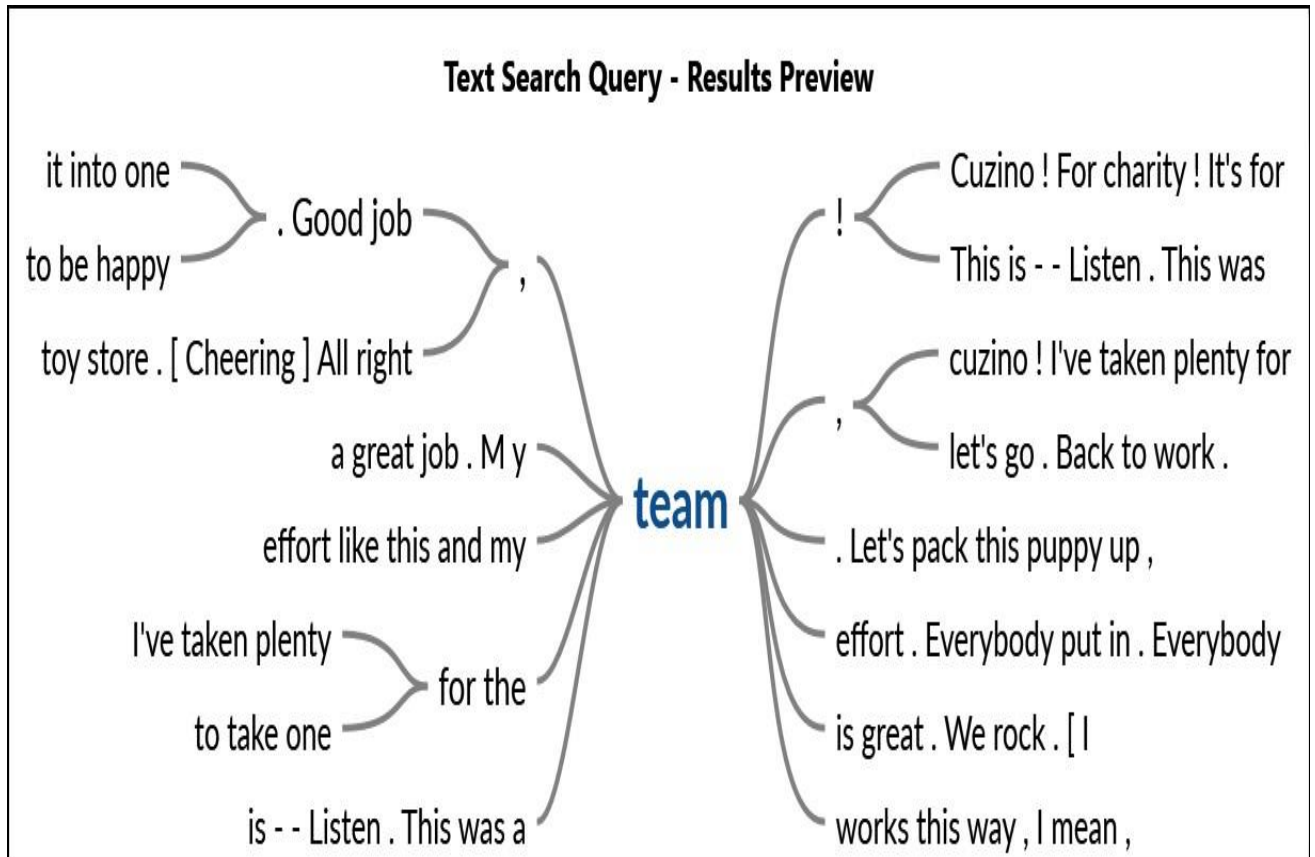 Text Search Query - Results Preview
it into one
to be happy
. Good job
toy store . [ Cheering ] All right
,
a great job . M y
effort like this and my
I've taken plenty
to take one
for the
is - - Listen . This was a
team
!
Cuzino ! For charity ! It's for
This is - - Listen . This was
,
cuzino ! I've taken plenty for
let's go . Back to work .
. Let's pack this puppy up ,
effort . Everybody put in . Everybody
is great . We rock . [ I
works this way , I mean ,